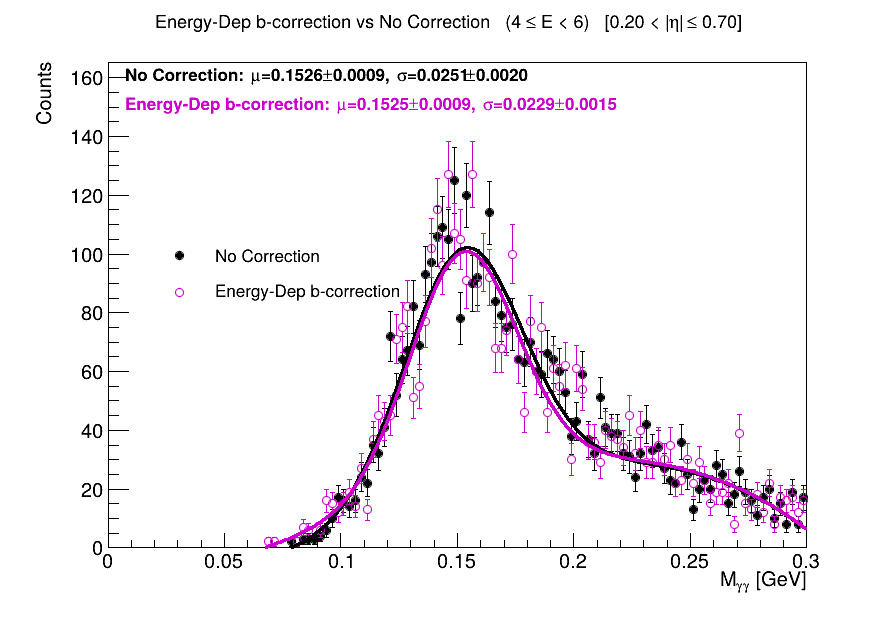 Energy-Dep b-correction vs No Correction (4 ≤ E < 6) [0.20 < |η| ≤ 0.70]
Counts
No Correction: μ=0.1526±0.0009, σ=0.0251±0.0020
Energy-Dep b-correction: μ=0.1525±0.0009, σ=0.0229±0.0015
No Correction
Energy-Dep b-correction
160
140
120
100
80
60
40
20
0
0 0.05 0.1 0.15 0.2 0.25 0.3
M_γγ [GeV]